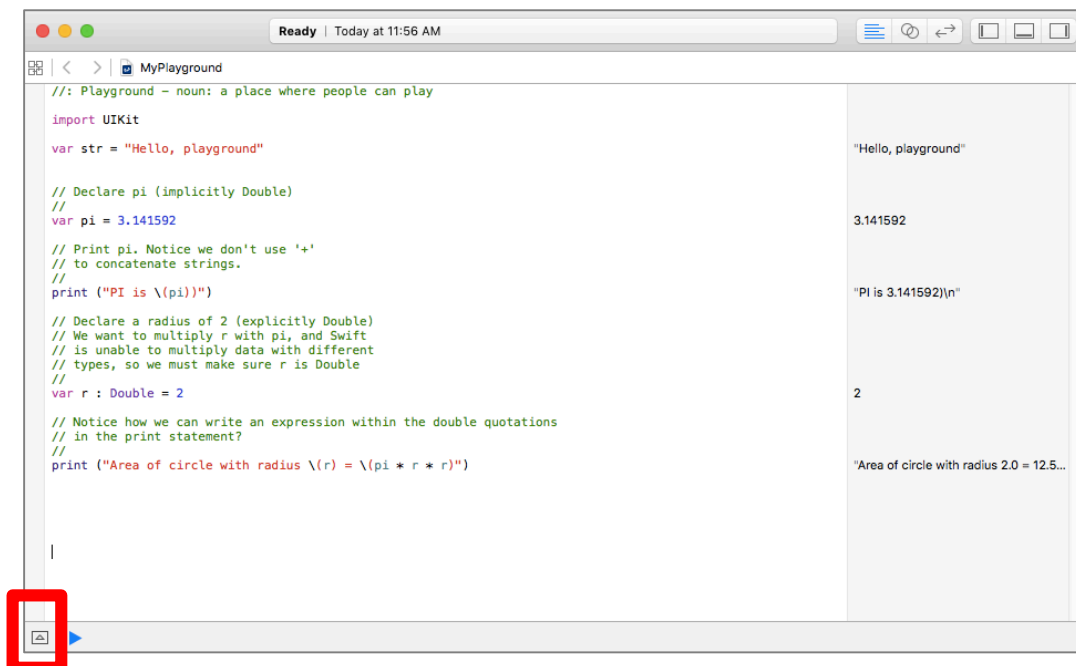 Ready | Today at 11:56 AM
MyPlayground
//: Playground – noun: a place where people can play
import UIKit
var str = "Hello, playground"
"Hello, playground"
// Declare pi (implicitly Double)
//
var pi = 3.141592
3.141592
// Print pi. Notice we don't use '+'
// to concatenate strings.
//
print ("PI is \(pi))")
"PI is 3.141592)\n"
// Declare a radius of 2 (explicitly Double)
// We want to multiply r with pi, and Swift
// is unable to multiply data with different
// types, so we must make sure r is Double
//
var r : Double = 2
2
// Notice how we can write an expression within the double quotations
// in the print statement?
//
print ("Area of circle with radius \(r) = \(pi * r * r)")
"Area of circle with radius 2.0 = 12.5...